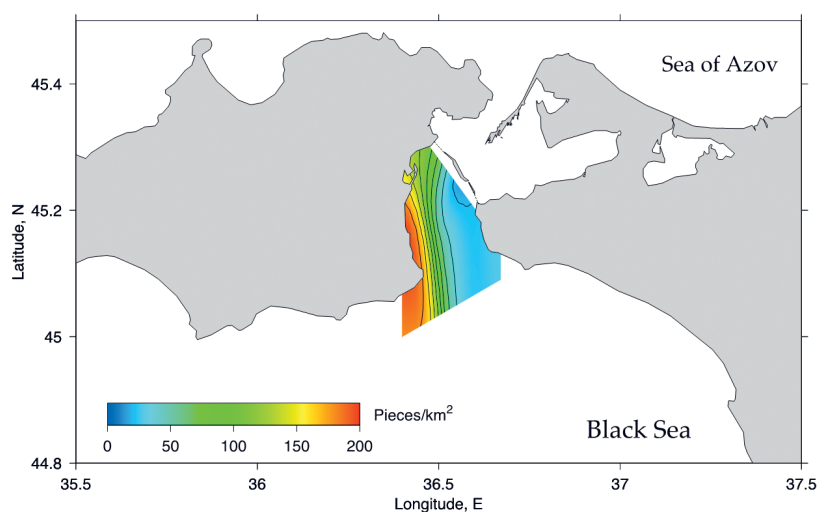 Sea of Azov
45.4
45.2
Latitude, N
45
Pieces/km²
0 50 100 150 200
Black Sea
44.8
35.5 36 36.5 37 37.5
Longitude, E